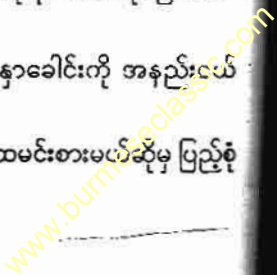 နှာခေါင်းကို အနည်းငယ်
ထမင်းစားမယ်ဆိုမှ ပြည့်စုံ
www.burmeseclassic.com